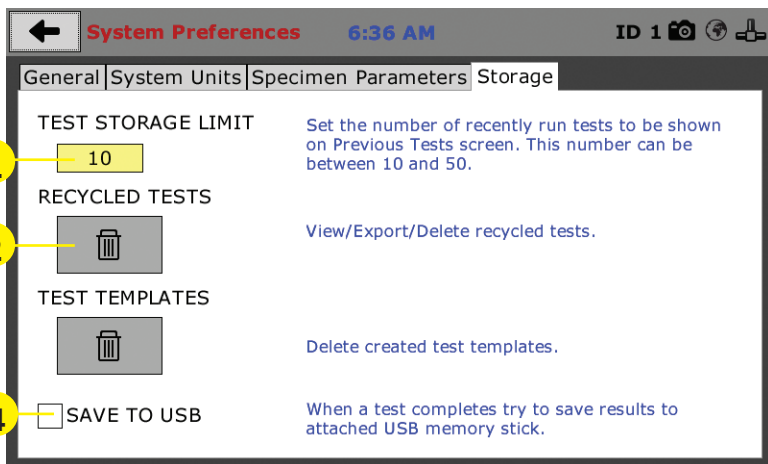 System Preferences 6:36 AM ID 1
General System Units Specimen Parameters Storage
TEST STORAGE LIMIT
10
Set the number of recently run tests to be shown
on Previous Tests screen. This number can be
between 10 and 50.
RECYCLED TESTS
View/Export/Delete recycled tests.
TEST TEMPLATES
Delete created test templates.
SAVE TO USB
When a test completes try to save results to
attached USB memory stick.